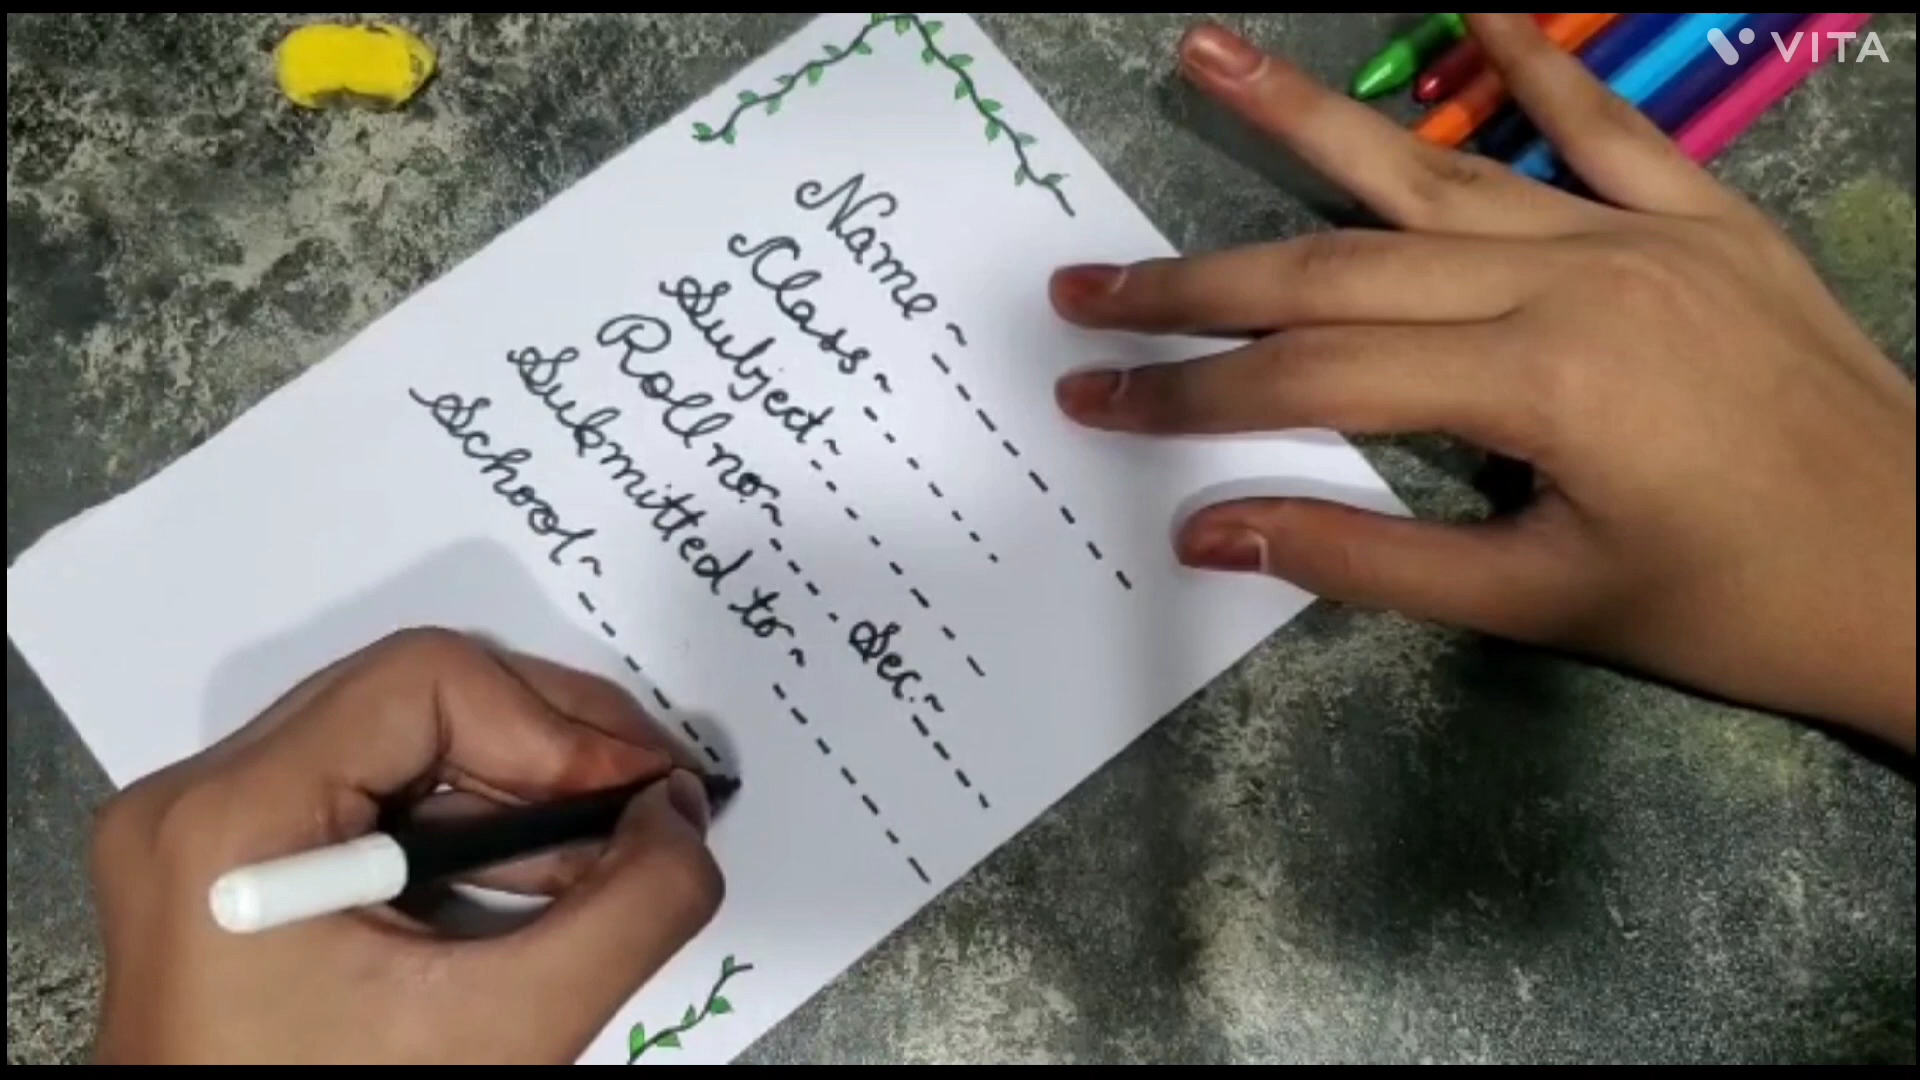 VITA
Name ~
Class ~
Subject ~
Roll no. ~ Sec. ~
Submitted to ~
School ~